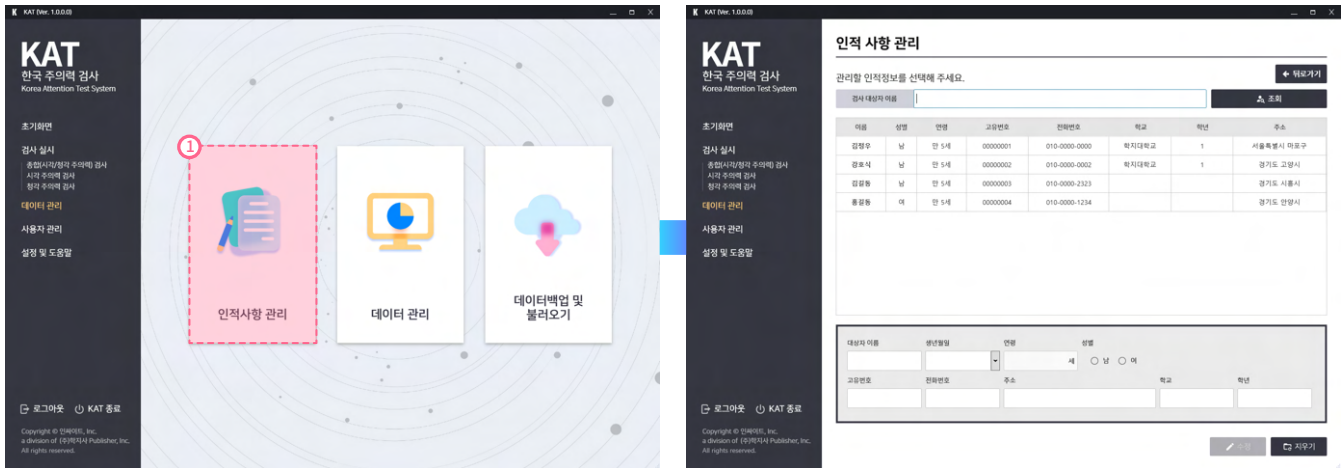 K KAT (Ver. 1.0.0.0)
KAT
한국 주의력 검사
Korea Attention Test System
초기화면
검사 실시
종합(시각/청각 주의력) 검사
시각 주의력 검사
청각 주의력 검사
데이터 관리
사용자 관리
설정 및 도움말
로그아웃 KAT 종료
Copyright © 인싸이트, Inc.
a division of (주)학지사 Publisher, Inc.
All rights reserved.
1
인적사항 관리
데이터 관리
데이터백업 및
불러오기
K KAT (Ver. 1.0.0.0)
KAT
한국 주의력 검사
Korea Attention Test System
초기화면
검사 실시
종합(시각/청각 주의력) 검사
시각 주의력 검사
청각 주의력 검사
데이터 관리
사용자 관리
설정 및 도움말
로그아웃 KAT 종료
Copyright © 인싸이트, Inc.
a division of (주)학지사 Publisher, Inc.
All rights reserved.
인적 사항 관리
관리할 인적정보를 선택해 주세요.
뒤로가기
검사 대상자 이름
조회
이름 성별 연령 고유번호 전화번호 학교 학년 주소
김정우 남 만 5세 00000001 010-0000-0000 학지대학교 1 서울특별시 마포구
강호식 남 만 5세 00000002 010-0000-0002 학지대학교 1 경기도 고양시
김길동 남 만 5세 00000003 010-0000-2323 경기도 시흥시
홍길동 여 만 5세 00000004 010-0000-1234 경기도 안양시
대상자 이름 생년월일 연령 성별
세 남 여
고유번호 전화번호 주소 학교 학년
수정 지우기